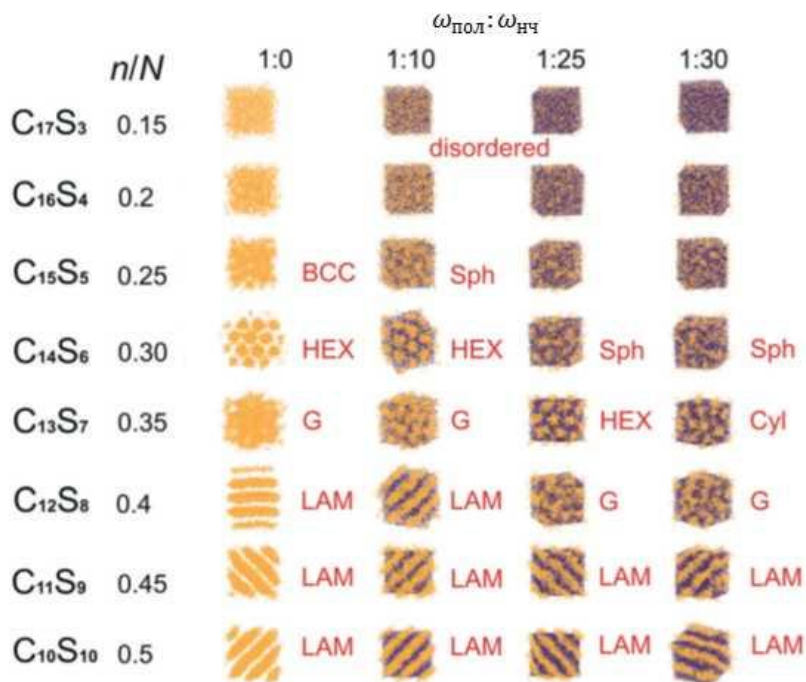 ωпол:ωнч
n/N 1:0 1:10 1:25 1:30
C₁₇S₃ 0.15
disordered
C₁₆S₄ 0.2
C₁₅S₅ 0.25 BCC Sph
C₁₄S₆ 0.30 HEX HEX Sph Sph
C₁₃S₇ 0.35 G G HEX Cyl
C₁₂S₈ 0.4 LAM LAM G G
C₁₁S₉ 0.45 LAM LAM LAM LAM
C₁₀S₁₀ 0.5 LAM LAM LAM LAM